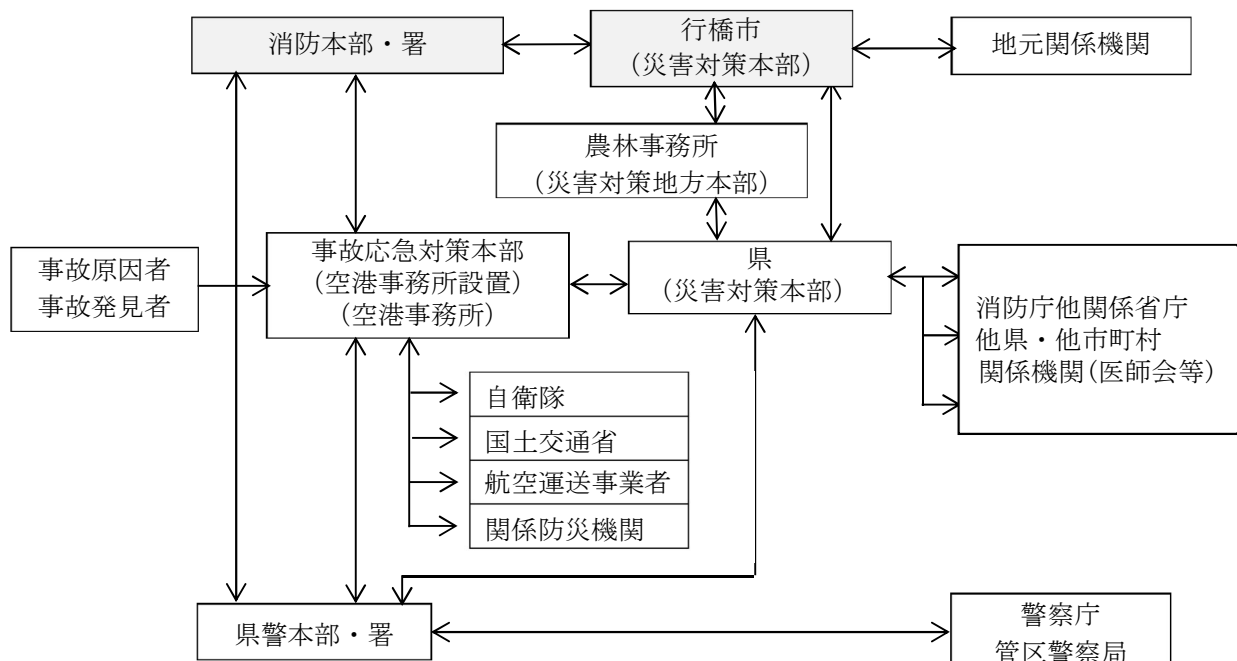 消防本部・署
行橋市
(災害対策本部)
地元関係機関
農林事務所
(災害対策地方本部)
事故原因者
事故発見者
事故応急対策本部
(空港事務所設置)
(空港事務所)
県
(災害対策本部)
消防庁他関係省庁
他県・他市町村
関係機関(医師会等)
自衛隊
国土交通省
航空運送事業者
関係防災機関
県警本部・署
警察庁
管区警察局